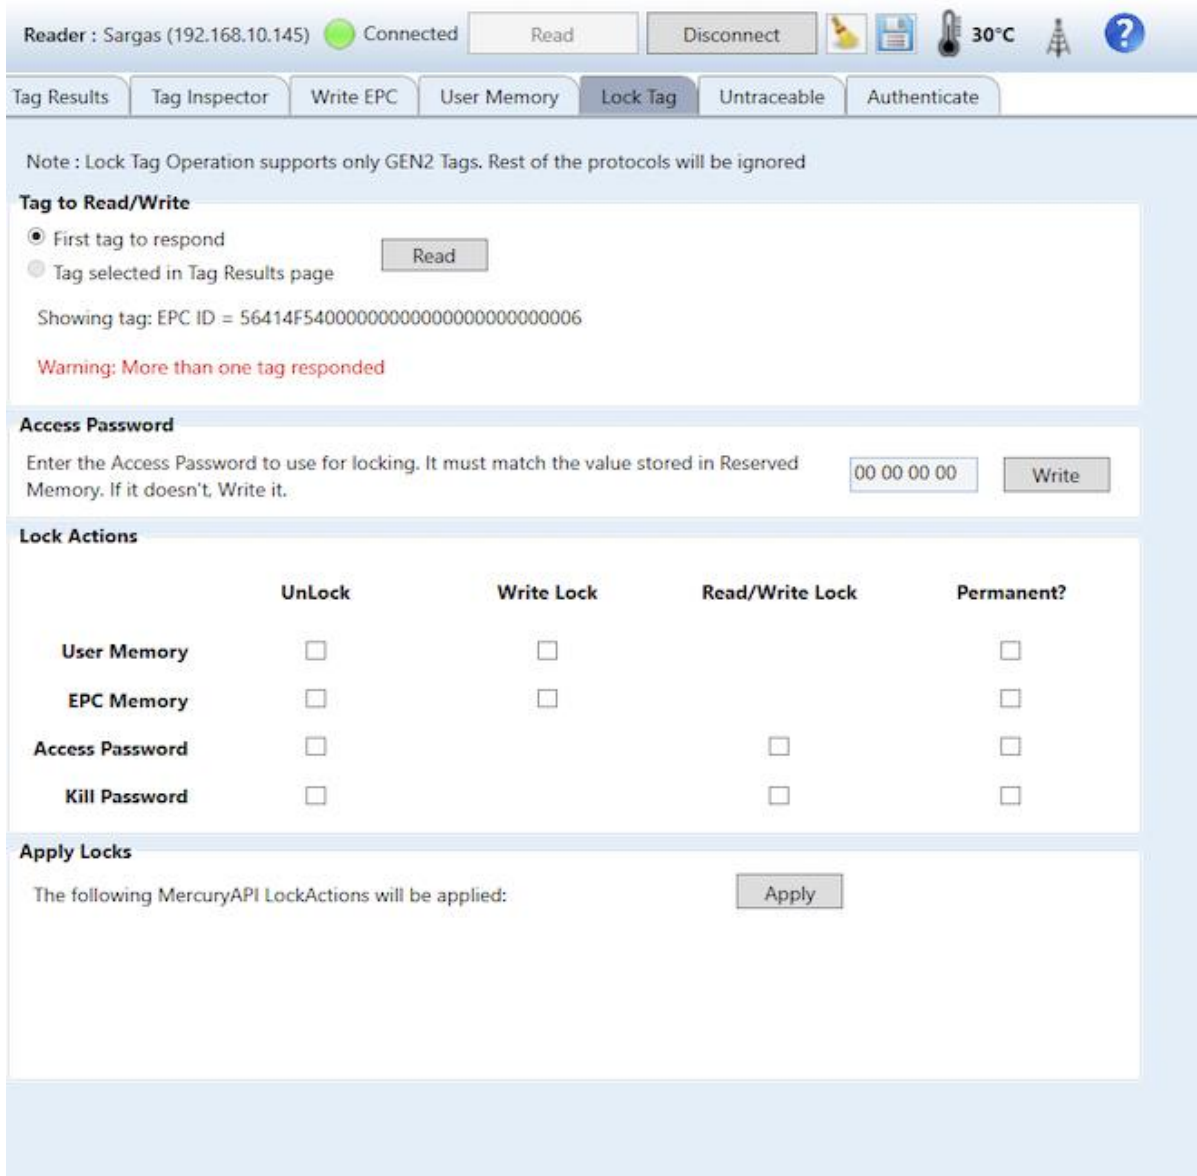 Reader : Sargas (192.168.10.145) Connected Read Disconnect 30°C ?
Tag Results Tag Inspector Write EPC User Memory Lock Tag Untraceable Authenticate
Note : Lock Tag Operation supports only GEN2 Tags. Rest of the protocols will be ignored
Tag to Read/Write
First tag to respond
Read
Tag selected in Tag Results page
Showing tag: EPC ID = 56414F540000000000000000000000006
Warning: More than one tag responded
Access Password
Enter the Access Password to use for locking. It must match the value stored in Reserved
Memory. If it doesn't, Write it.
00 00 00 00 Write
Lock Actions
UnLock Write Lock Read/Write Lock Permanent?
User Memory
EPC Memory
Access Password
Kill Password
Apply Locks
The following MercuryAPI LockActions will be applied: Apply